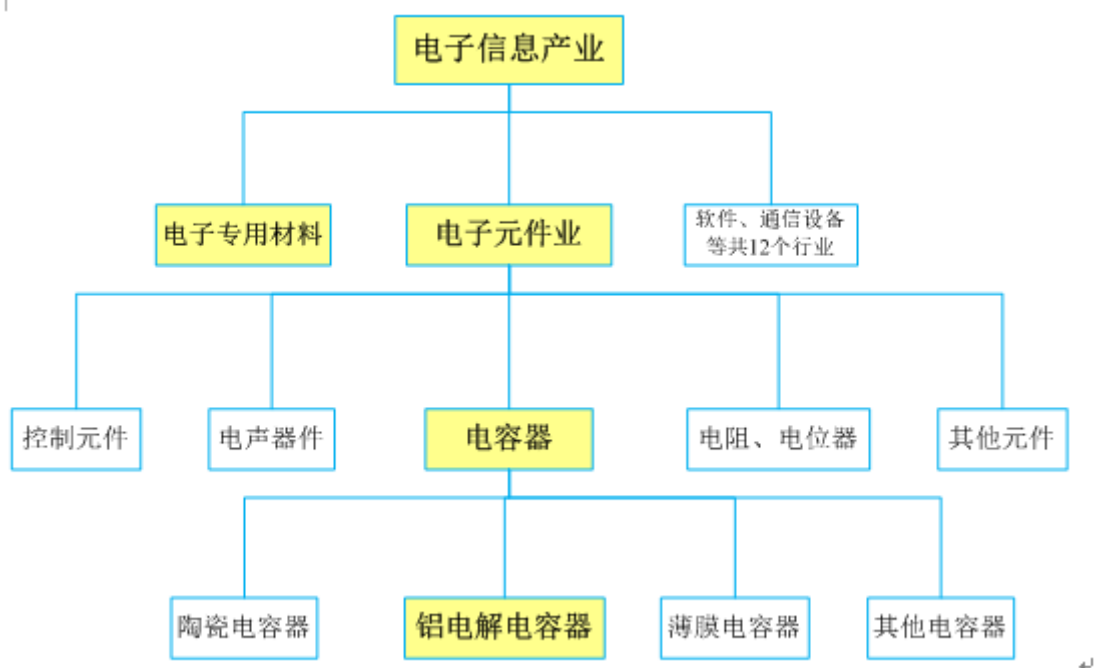 电子信息产业
电子专用材料
电子元件业
软件、通信设备
等共12个行业
控制元件
电声器件
电容器
电阻、电位器
其他元件
陶瓷电容器
铝电解电容器
薄膜电容器
其他电容器